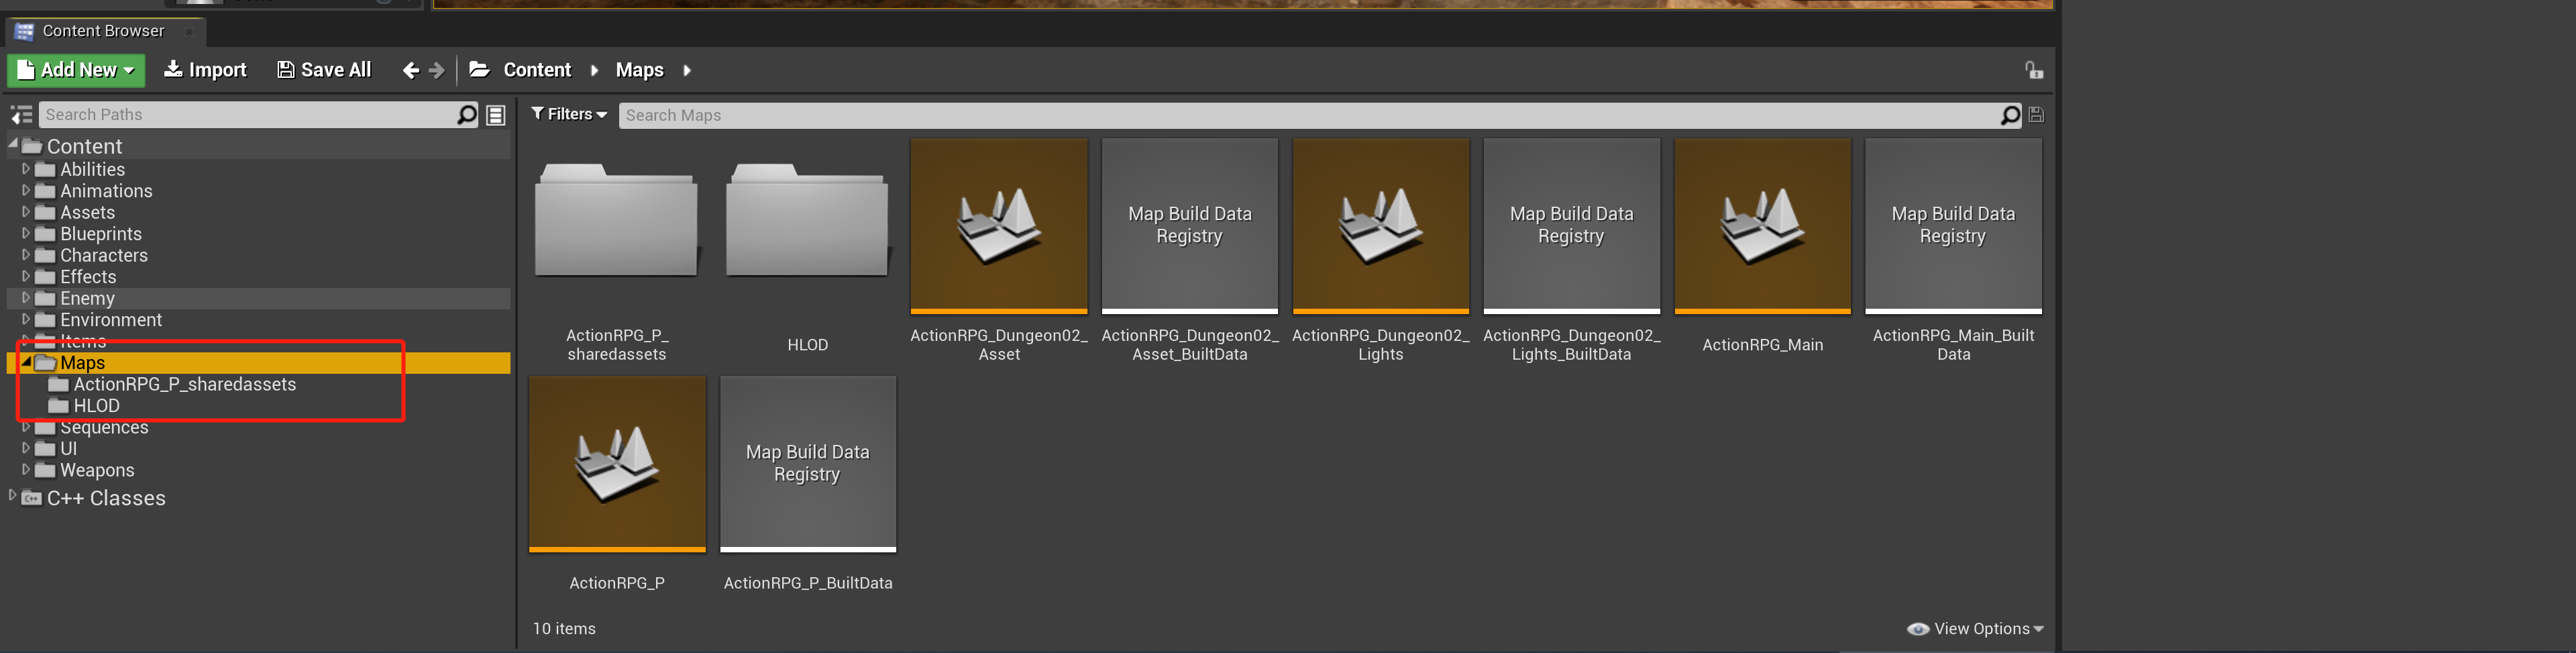 Content Browser
Add New
Import
Save All
Content
Maps
Search Paths
Filters
Search Maps
Content
Abilities
Animations
Assets
Blueprints
Characters
Effects
Enemy
Environment
Items
Maps
ActionRPG_P_sharedassets
HLOD
Sequences
UI
Weapons
C++ Classes
ActionRPG_P_
sharedassets
HLOD
ActionRPG_Dungeon02_
Asset
Map Build Data
Registry
ActionRPG_Dungeon02_
Asset_BuiltData
ActionRPG_Dungeon02_
Lights
Map Build Data
Registry
ActionRPG_Dungeon02_
Lights_BuiltData
ActionRPG_Main
Map Build Data
Registry
ActionRPG_Main_Built
Data
ActionRPG_P
Map Build Data
Registry
ActionRPG_P_BuiltData
10 items
View Options